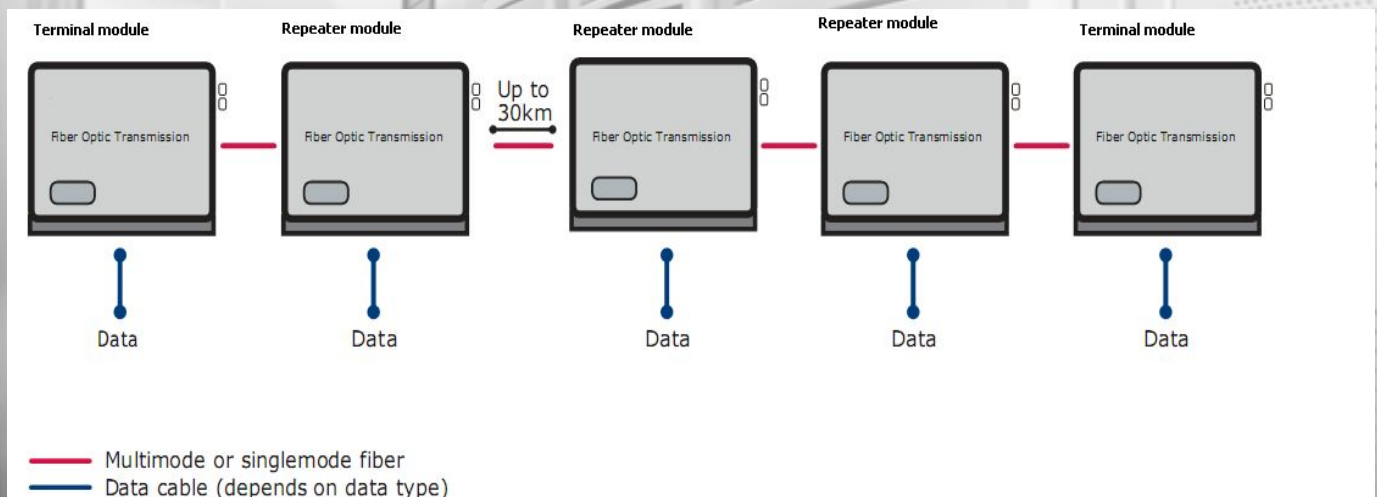 Terminal module
Repeater module
Repeater module
Repeater module
Terminal module
Up to
30km
Fiber Optic Transmission
Fiber Optic Transmission
Fiber Optic Transmission
Fiber Optic Transmission
Fiber Optic Transmission
Data
Data
Data
Data
Data
Multimode or singlemode fiber
Data cable (depends on data type)